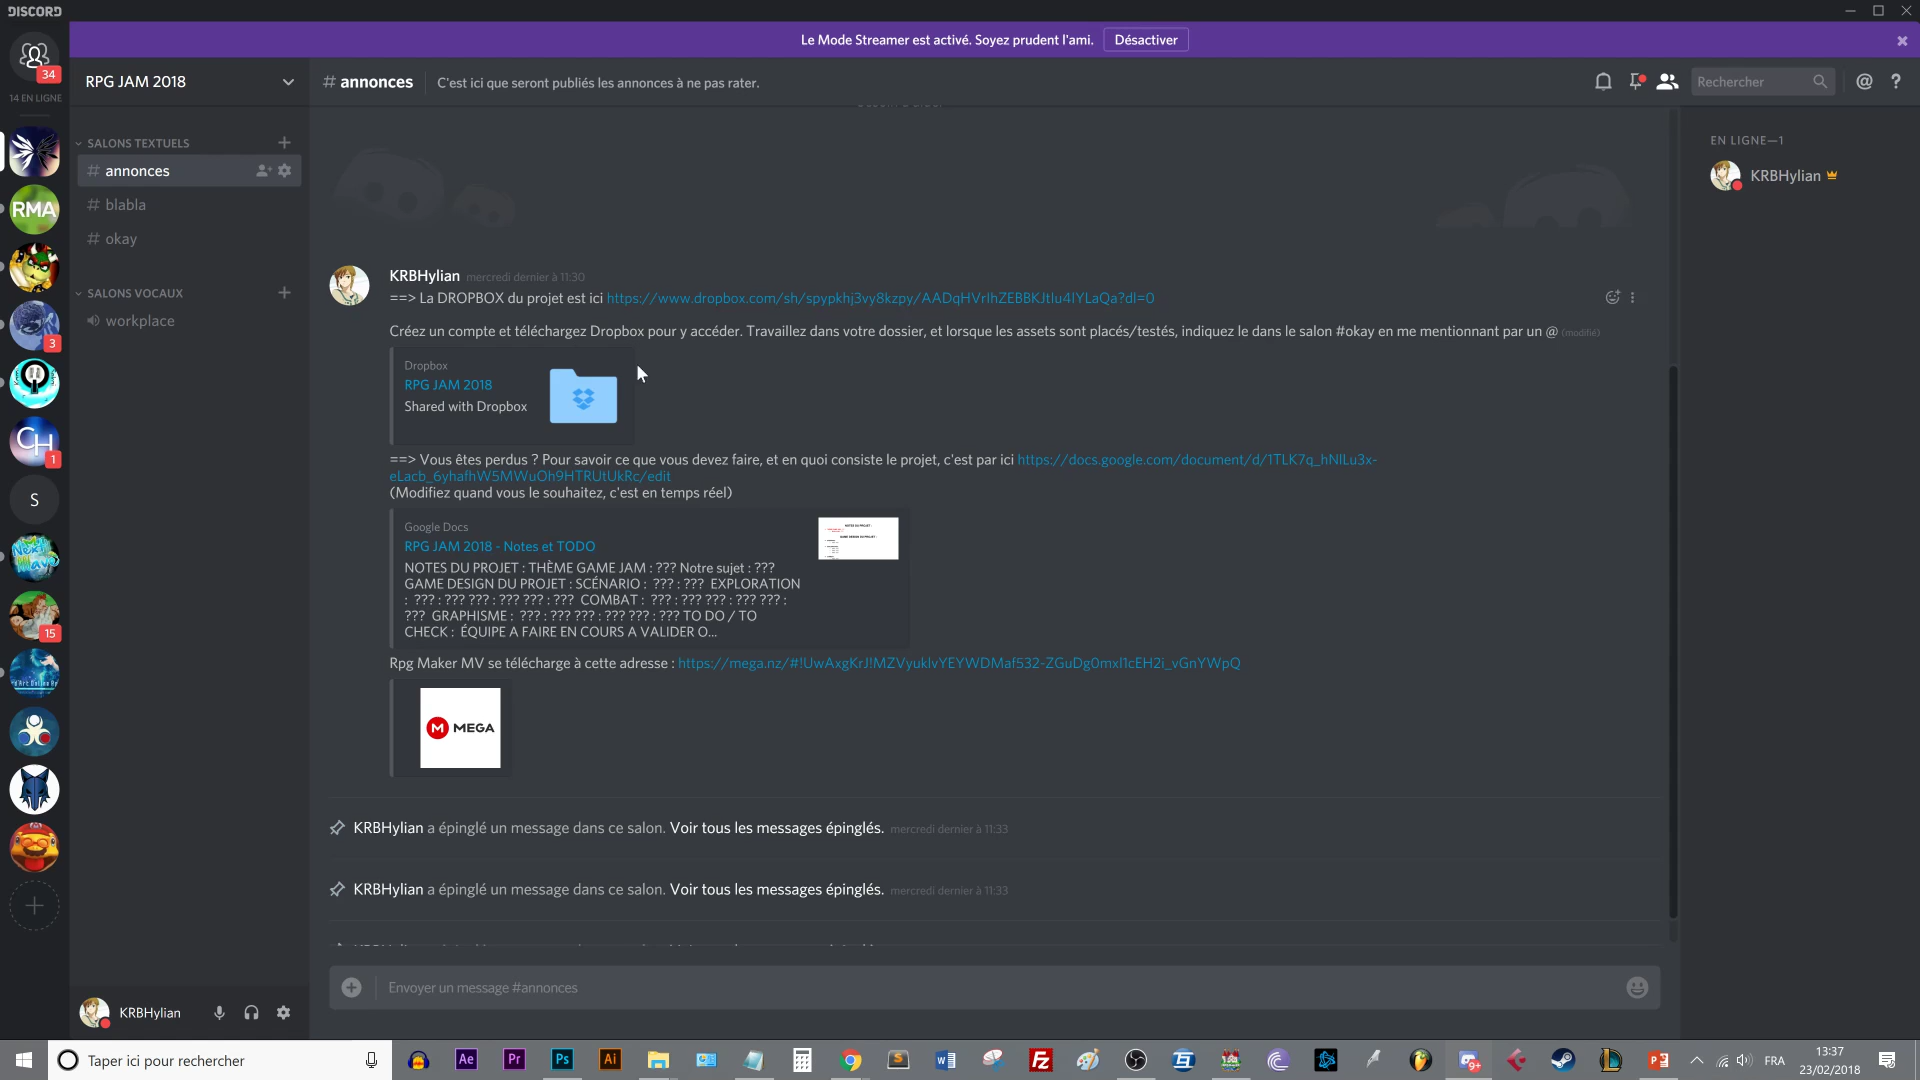 DISCORD
Le Mode Streamer est activé. Soyez prudent l'ami. Désactiver
34
14 EN LIGNE
RPG JAM 2018
# annonces
C'est ici que seront publiés les annonces à ne pas rater.
Rechercher
SALONS TEXTUELS
# annonces
# blabla
# okay
SALONS VOCAUX
workplace
RMA
3
CH
1
S
15
EN LIGNE—1
KRBHylian
KRBHylian mercredi dernier à 11:30
==> La DROPBOX du projet est ici https://www.dropbox.com/sh/spypkhj3vy8kzpy/AADqHVrIhZEBBKJtlu4IYLaQa?dl=0
Créez un compte et téléchargez Dropbox pour y accéder. Travaillez dans votre dossier, et lorsque les assets sont placés/testés, indiquez le dans le salon #okay en me mentionnant par un @ (modifié)
Dropbox
RPG JAM 2018
Shared with Dropbox
==> Vous êtes perdus ? Pour savoir ce que vous devez faire, et en quoi consiste le projet, c'est par ici https://docs.google.com/document/d/1TLK7q_hNILu3x-
eLacb_6yhafhW5MWuOh9HTRUtUkRc/edit
(Modifiez quand vous le souhaitez, c'est en temps réel)
Google Docs
RPG JAM 2018 - Notes et TODO
NOTES DU PROJET : THÈME GAME JAM : ??? Notre sujet : ???
GAME DESIGN DU PROJET : SCÉNARIO : ??? : ??? EXPLORATION
: ??? : ??? ??? : ??? ??? : ??? COMBAT : ??? : ??? ??? : ??? ??? :
??? GRAPHISME : ??? : ??? ??? : ??? ??? : ??? TO DO / TO
CHECK : ÉQUIPE A FAIRE EN COURS A VALIDER O...
Rpg Maker MV se télécharge à cette adresse : https://mega.nz/#!UwAxgKrJ!MZVyuklvYEYWDMaf532-ZGuDg0mxI1cEH2i_vGnYWpQ
M MEGA
KRBHylian a épinglé un message dans ce salon. Voir tous les messages épinglés. mercredi dernier à 11:33
KRBHylian a épinglé un message dans ce salon. Voir tous les messages épinglés. mercredi dernier à 11:33
Envoyer un message #annonces
KRBHylian
Taper ici pour rechercher
Ae
Pr
Ps
Ai
FRA
13:37
23/02/2018